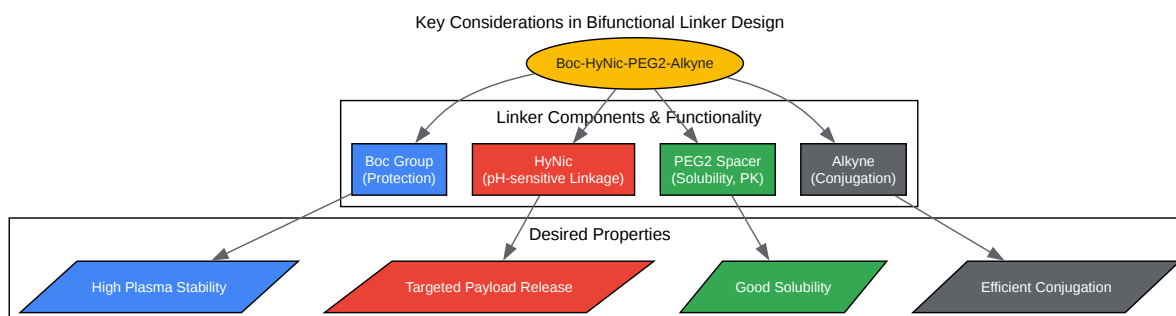 Key Considerations in Bifunctional Linker Design
Boc-HyNic-PEG2-Alkyne
Linker Components & Functionality
Boc Group
(Protection)
HyNic
(pH-sensitive Linkage)
PEG2 Spacer
(Solubility, PK)
Alkyne
(Conjugation)
Desired Properties
High Plasma Stability
Targeted Payload Release
Good Solubility
Efficient Conjugation